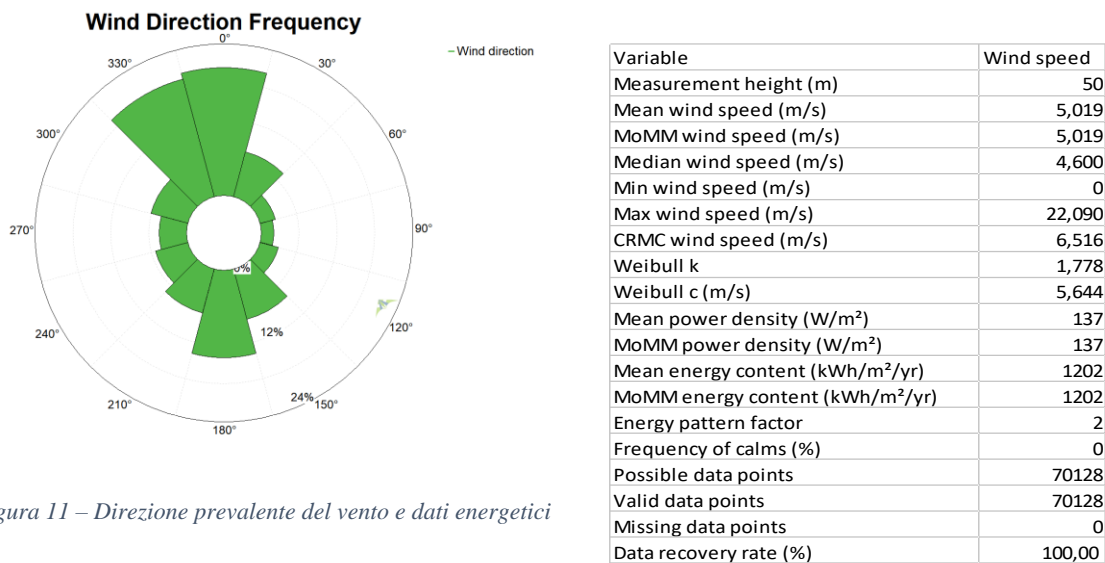 Wind Direction Frequency
Wind direction
0°
30°
60°
90°
120°
150°
180°
210°
240°
270°
300°
330°
0%
12%
24%
gura 11 – Direzione prevalente del vento e dati energetici
Variable Wind speed
Measurement height (m) 50
Mean wind speed (m/s) 5,019
MoMM wind speed (m/s) 5,019
Median wind speed (m/s) 4,600
Min wind speed (m/s) 0
Max wind speed (m/s) 22,090
CRMC wind speed (m/s) 6,516
Weibull k 1,778
Weibull c (m/s) 5,644
Mean power density (W/m²) 137
MoMM power density (W/m²) 137
Mean energy content (kWh/m²/yr) 1202
MoMM energy content (kWh/m²/yr) 1202
Energy pattern factor 2
Frequency of calms (%) 0
Possible data points 70128
Valid data points 70128
Missing data points 0
Data recovery rate (%) 100,00